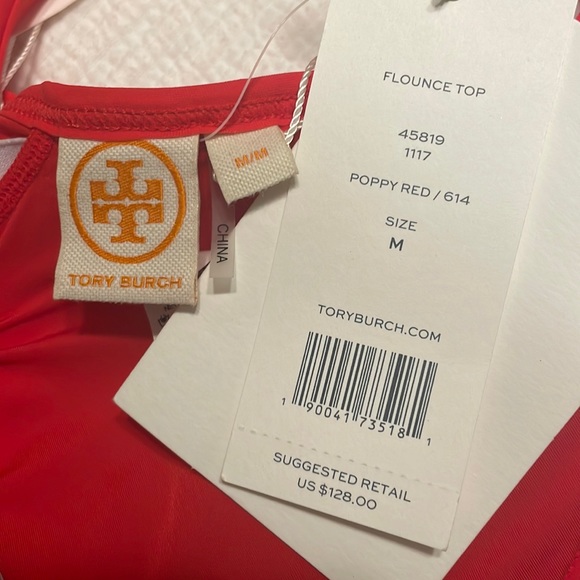 FLOUNCE TOP
45819
1117
POPPY RED / 614
SIZE
M
TORYBURCH.COM
1 90041 73518 1
SUGGESTED RETAIL
US $128.00
M/M
CHINA
TORY BURCH